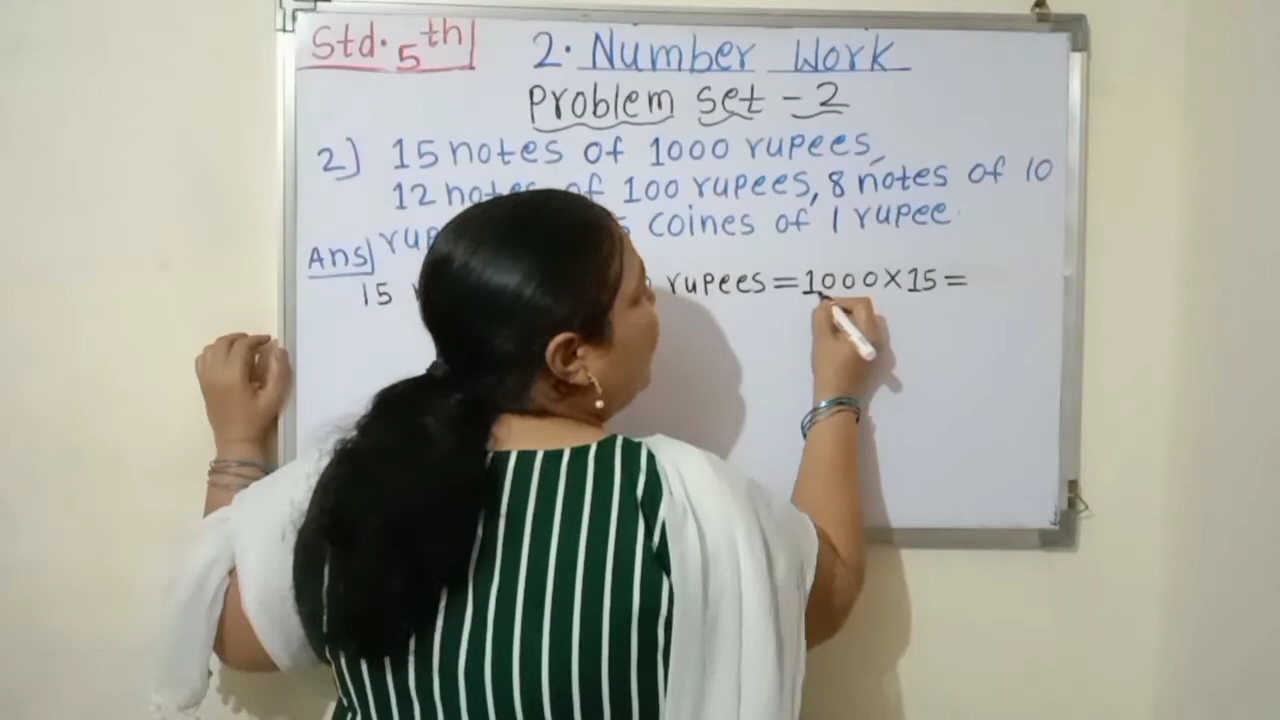 Std. 5th
2. Number Work
Problem set - 2
2) 15 notes of 1000 rupees,
12 notes of 100 rupees, 8 notes of 10
coines of 1 rupee.
Ans
15 rupees = 1000 × 15 =